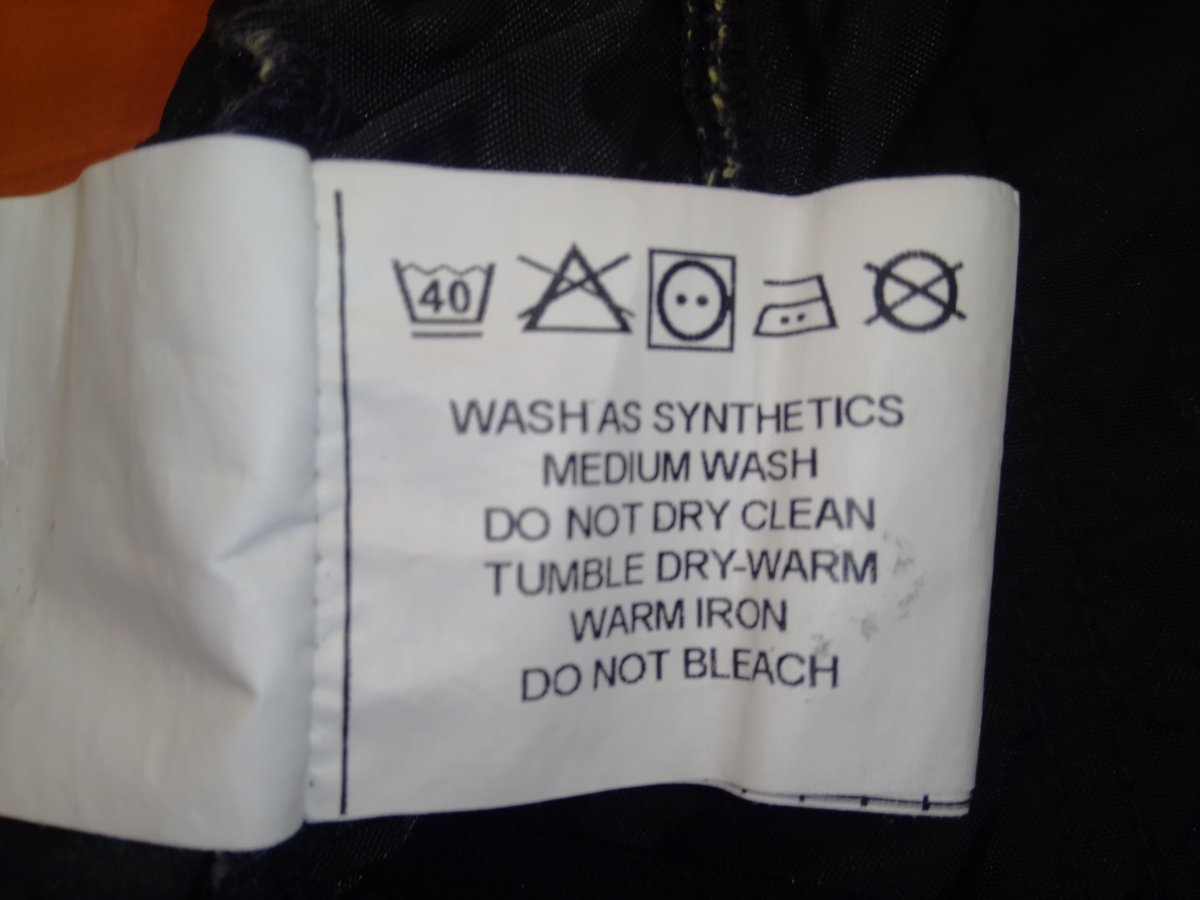 40
WASH AS SYNTHETICS
MEDIUM WASH
DO NOT DRY CLEAN
TUMBLE DRY-WARM
WARM IRON
DO NOT BLEACH